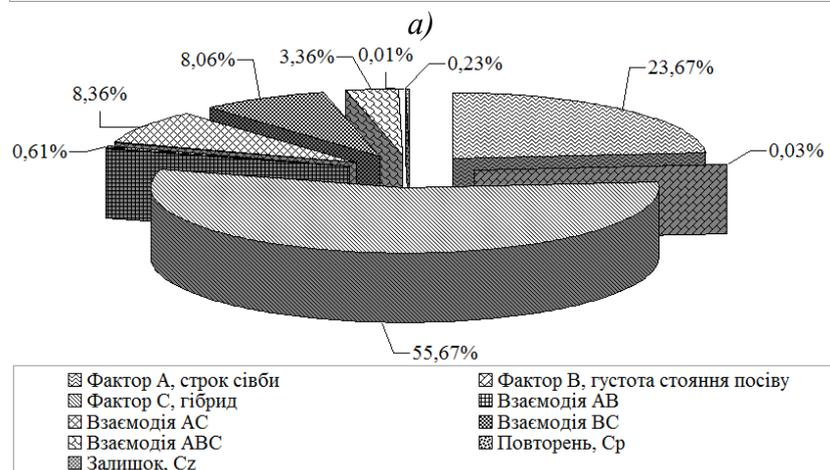 а)
8,06% 3,36% 0,01% 0,23% 23,67%
8,36%
0,61% 0,03%
55,67%
Фактор А, строк сівби Фактор В, густота стояння посіву
Фактор С, гібрид Взаємодія АВ
Взаємодія АС Взаємодія ВС
Взаємодія АВС Повторень, Ср
Залишок, Cz